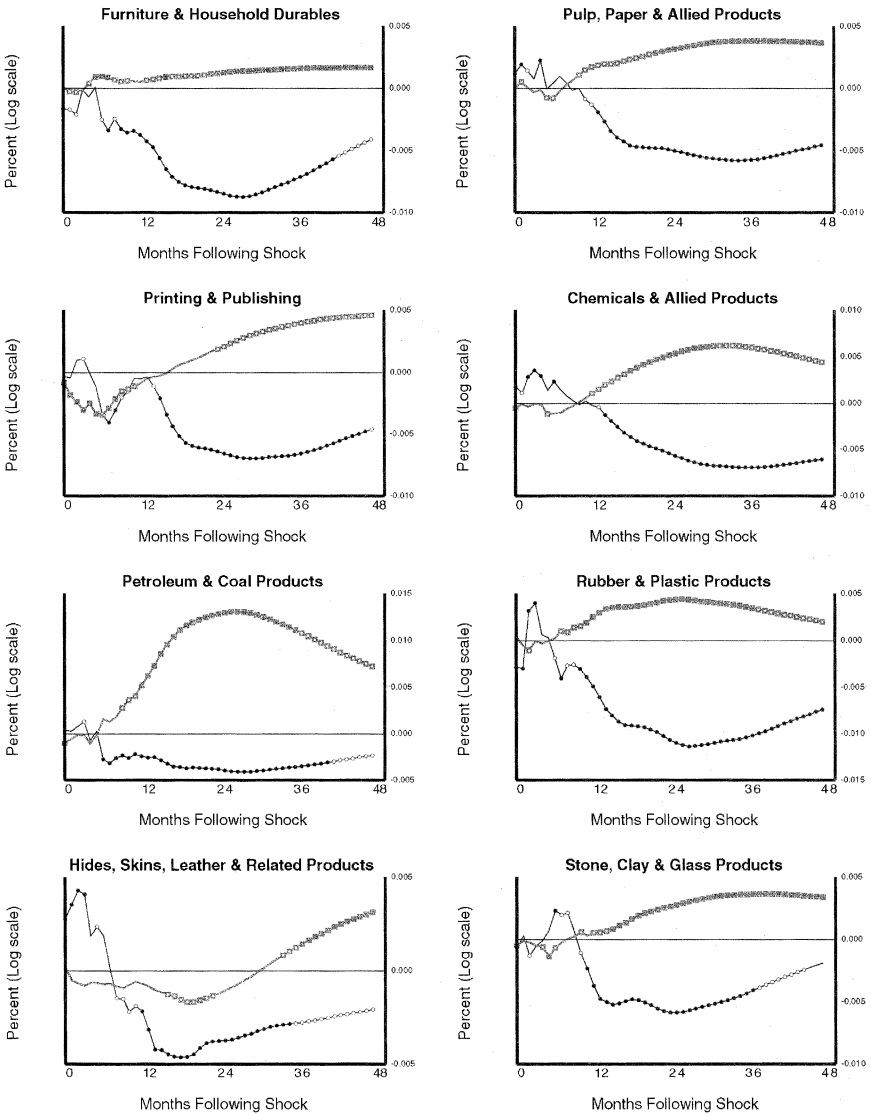 Furniture & Household Durables
Percent (Log scale)
0.005
0.000
-0.005
-0.010
0 12 24 36 48
Months Following Shock
Pulp, Paper & Allied Products
Percent (Log scale)
0.005
0.000
-0.005
-0.010
0 12 24 36 48
Months Following Shock
Printing & Publishing
Percent (Log scale)
0.005
0.000
-0.005
-0.010
0 12 24 36 48
Months Following Shock
Chemicals & Allied Products
Percent (Log scale)
0.010
0.005
0.000
-0.005
-0.010
0 12 24 36 48
Months Following Shock
Petroleum & Coal Products
Percent (Log scale)
0.015
0.010
0.005
0.000
-0.005
0 12 24 36 48
Months Following Shock
Rubber & Plastic Products
Percent (Log scale)
0.005
0.000
-0.005
-0.010
-0.015
0 12 24 36 48
Months Following Shock
Hides, Skins, Leather & Related Products
Percent (Log scale)
0.005
0.000
-0.005
0 12 24 36 48
Months Following Shock
Stone, Clay & Glass Products
Percent (Log scale)
0.005
0.000
-0.005
-0.010
0 12 24 36 48
Months Following Shock